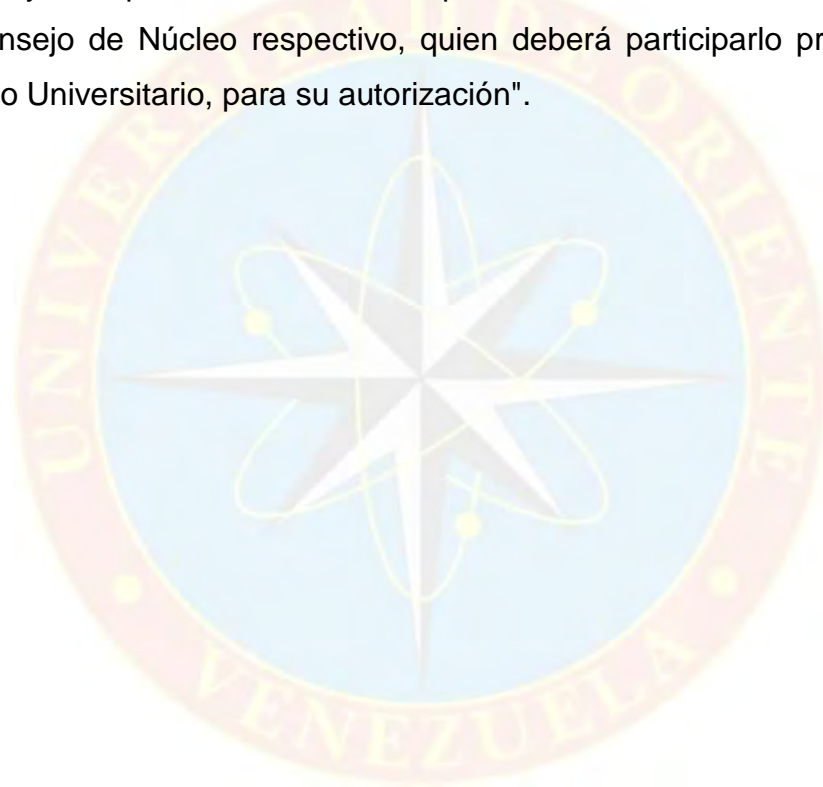 nsejo de Núcleo respectivo, quien deberá participarlo pr
o Universitario, para su autorización".
UNIVERSIDAD DE ORIENTE
VENEZUELA